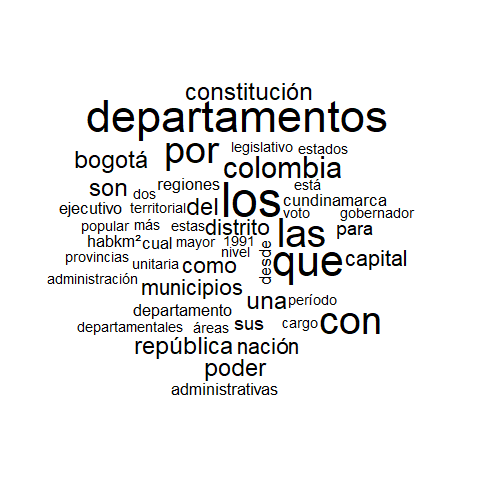 constitución
departamentos
legislativo estados
bogotá por colombia
son dos regiones los está
ejecutivo territorial del cundinamarca
voto gobernador
popular más estas distrito las para
habkm² cual mayor 1991
provincias nivel desde que capital
unitaria como
administración municipios
una período
departamento con
departamentales áreas sus cargo
república nación
poder
administrativas